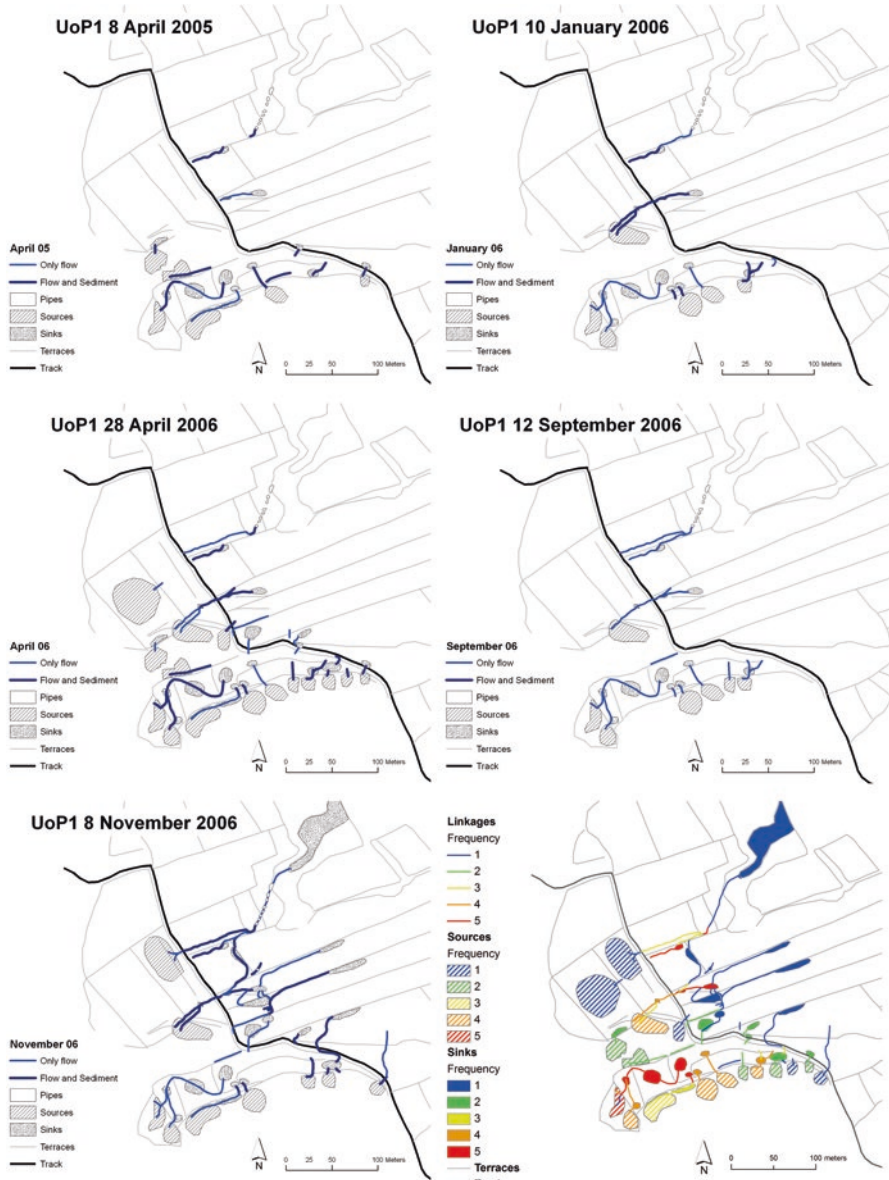 UoP1 8 April 2005
April 05
Only flow
Flow and Sediment
Pipes
Sources
Sinks
Terraces
Track
N
0 25 50 100 Meters
UoP1 10 January 2006
January 06
Only flow
Flow and Sediment
Pipes
Sources
Sinks
Terraces
Track
N
0 25 50 100 Meters
UoP1 28 April 2006
April 06
Only flow
Flow and Sediment
Pipes
Sources
Sinks
Terraces
Track
N
0 25 50 100 Meters
UoP1 12 September 2006
September 06
Only flow
Flow and Sediment
Pipes
Sources
Sinks
Terraces
Track
N
0 25 50 100 Meters
UoP1 8 November 2006
November 06
Only flow
Flow and Sediment
Pipes
Sources
Sinks
Terraces
Track
N
0 25 50 100 Meters
Linkages
Frequency
1
2
3
4
5
Sources
Frequency
1
2
3
4
5
Sinks
Frequency
1
2
3
4
5
Terraces
N
0 25 50 100 meters